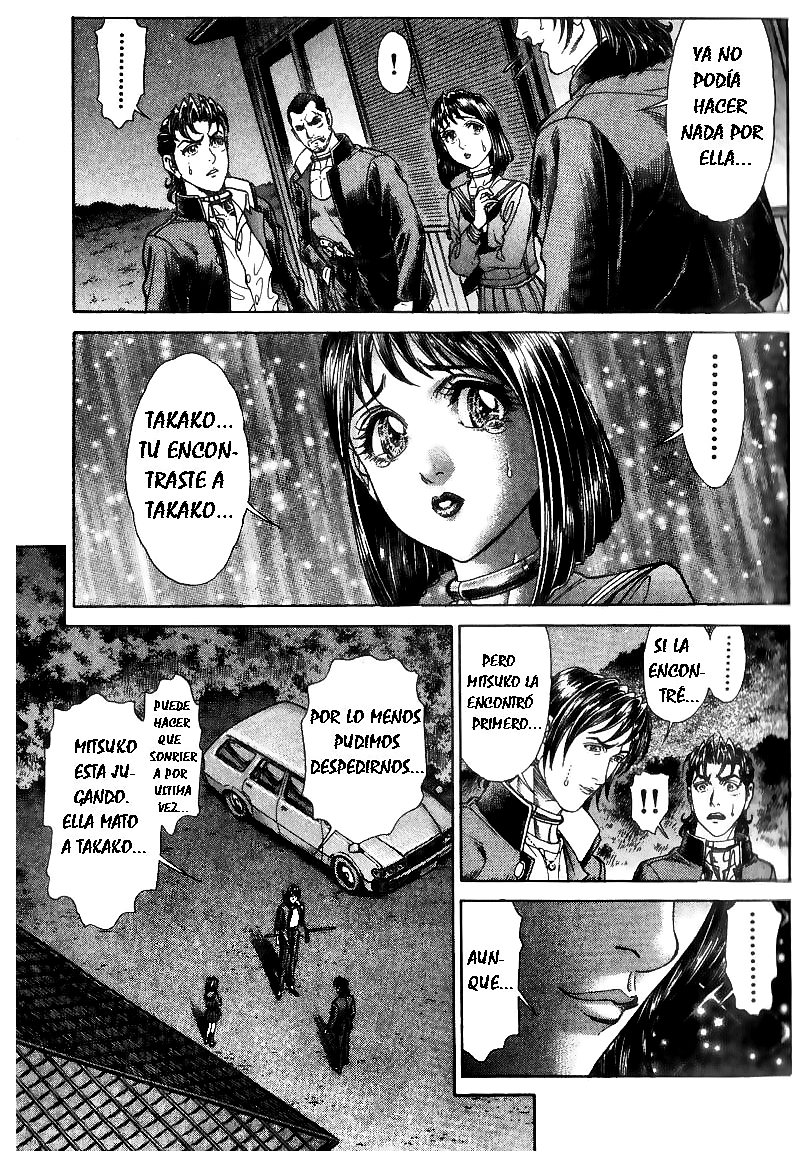 YA NO
PODÍA
HACER
NADA POR
ELLA...
!
.........
...........
TAKAKO...
TU ENCON-
TRASTE A
TAKAKO...
......
SI LA
ENCON-
TRÉ...
!!
PERO
MITSUKO LA
ENCONTRÓ
PRIMERO...
.........
AUN-
QUE...
POR LO MENOS
PUDIMOS
DESPEDIRNOS...
PUEDE
HACER
QUE
SONRIER
A POR
ULTIMA
VEZ...
MITSUKO
ESTA JU-
GANDO.
ELLA MATO
A TAKAKO...